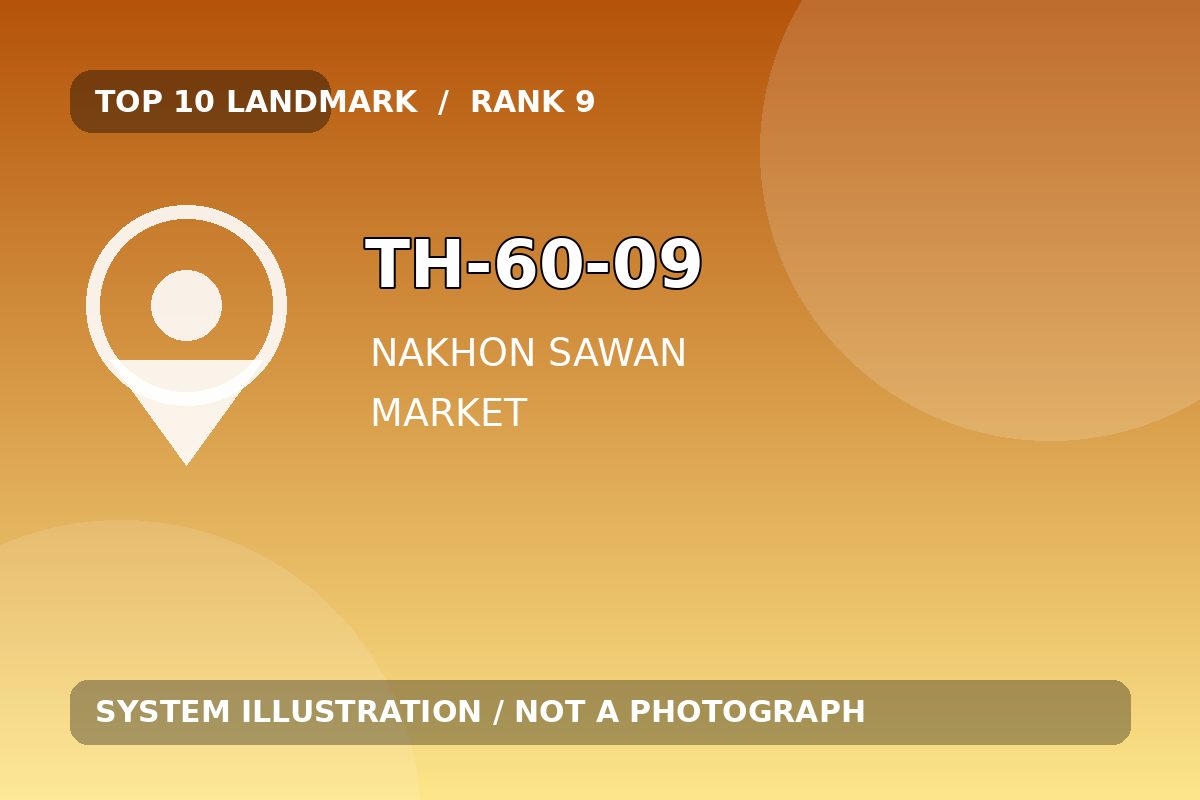 TOP 10 LANDMARK / RANK 9
TH-60-09
NAKHON SAWAN
MARKET
SYSTEM ILLUSTRATION / NOT A PHOTOGRAPH